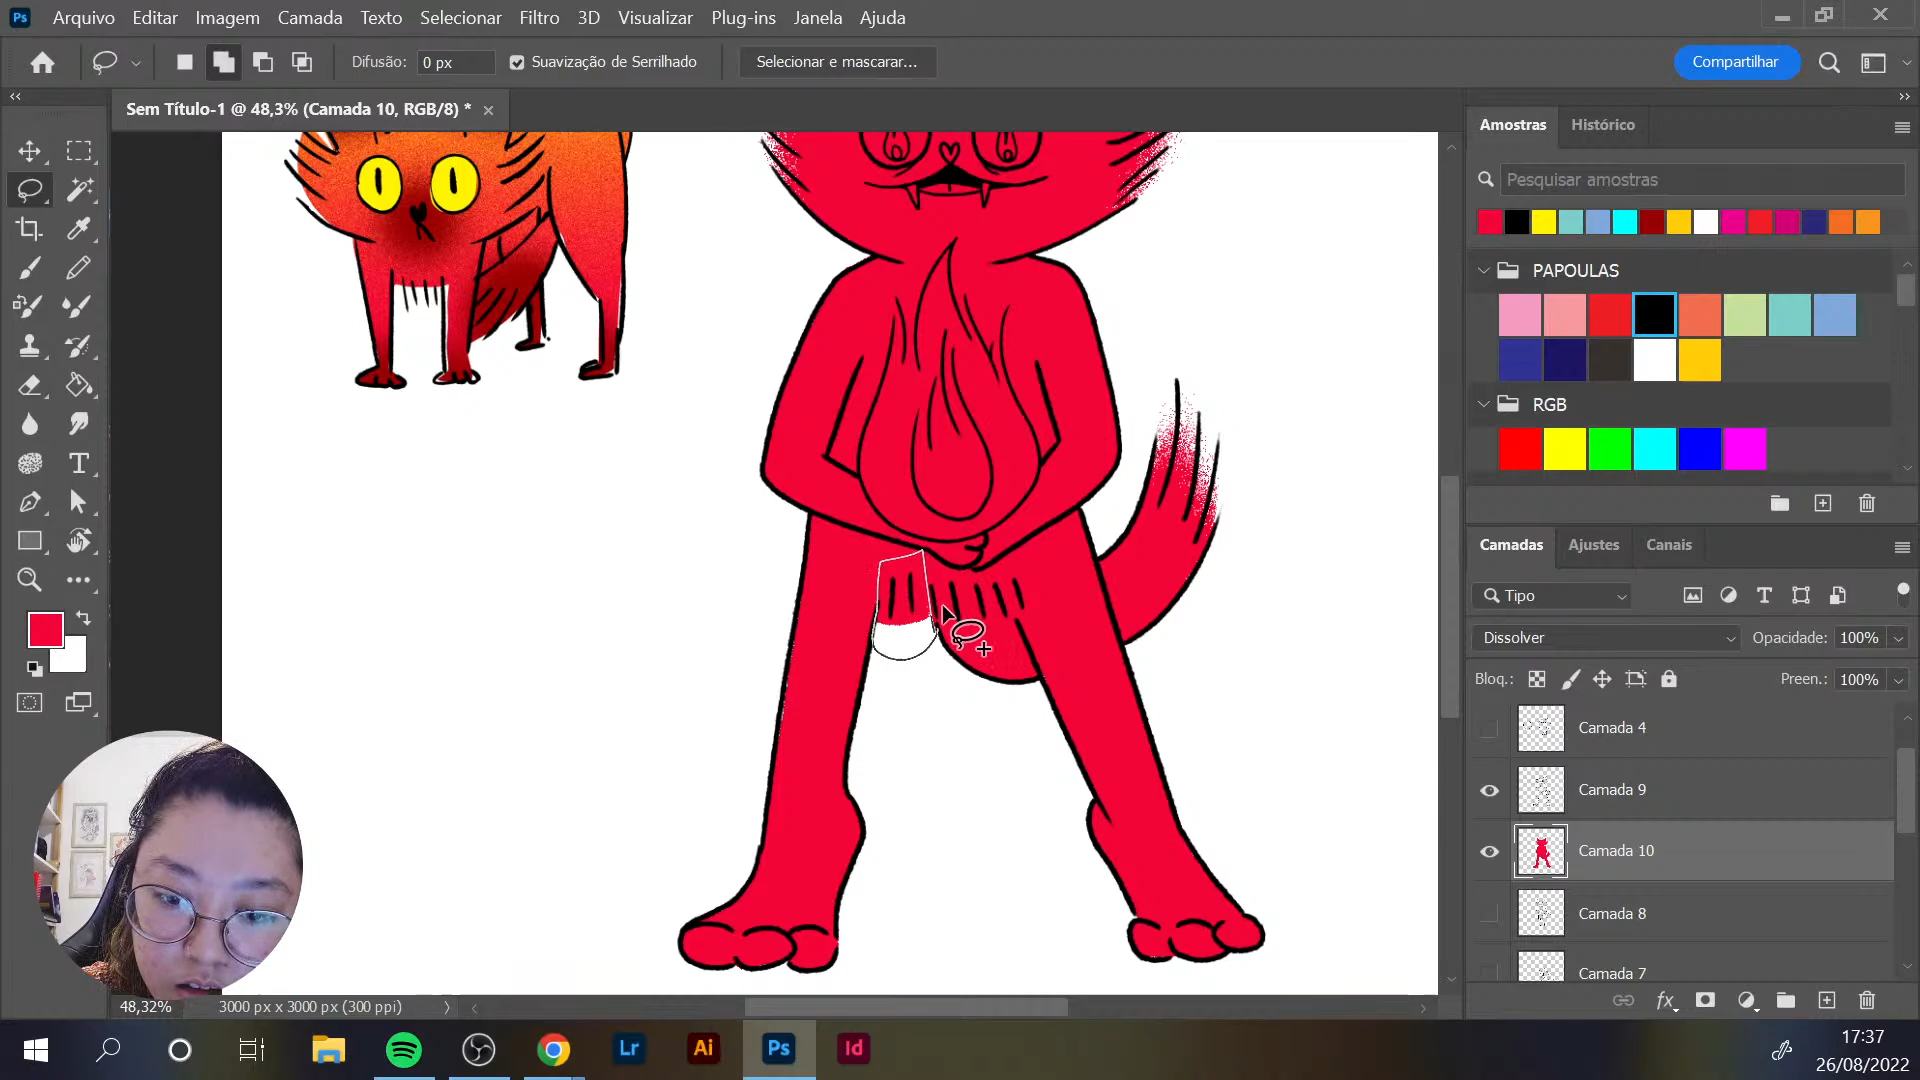 Ps Arquivo Editar Imagem Camada Texto Selecionar Filtro 3D Visualizar Plug-ins Janela Ajuda
Difusão: 0 px Suavização de Serrilhado Selecionar e mascarar... Compartilhar
Sem Título-1 @ 48,3% (Camada 10, RGB/8) *
Amostras Histórico
Pesquisar amostras
PAPOULAS
RGB
Camadas Ajustes Canais
Tipo
Dissolver Opacidade: 100%
Bloq.: Preen.: 100%
Camada 4
Camada 9
Camada 10
Camada 8
Camada 7
fx
48,32% 3000 px x 3000 px (300 ppi)
Lr Ai Ps Id
17:37
26/08/2022